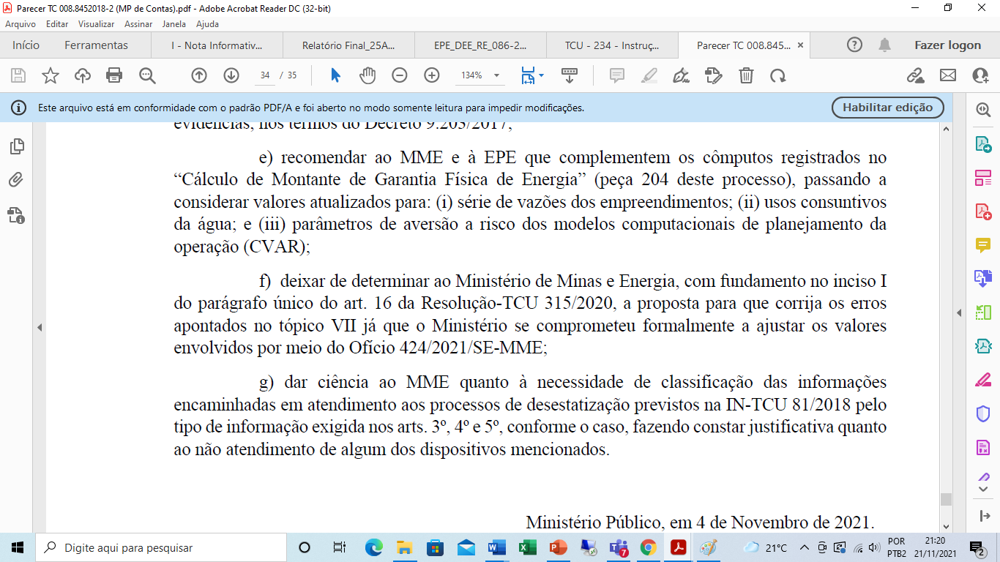 Parecer TC 008.8452018-2 (MP de Contas).pdf - Adobe Acrobat Reader DC (32-bit)
Arquivo Editar Visualizar Assinar Janela Ajuda
Início Ferramentas I - Nota Informativ... Relatório Final_25A... EPE_DEE_RE_086-2... TCU - 234 - Instruç... Parecer TC 008.845... Fazer logon
34 / 35 134%
Este arquivo está em conformidade com o padrão PDF/A e foi aberto no modo somente leitura para impedir modificações. Habilitar edição
evidências, nos termos do Decreto 9.203/2017;
e) recomendar ao MME e à EPE que complementem os cômputos registrados no
“Cálculo de Montante de Garantia Física de Energia” (peça 204 deste processo), passando a
considerar valores atualizados para: (i) série de vazões dos empreendimentos; (ii) usos consuntivos
da água; e (iii) parâmetros de aversão a risco dos modelos computacionais de planejamento da
operação (CVAR);
f) deixar de determinar ao Ministério de Minas e Energia, com fundamento no inciso I
do parágrafo único do art. 16 da Resolução-TCU 315/2020, a proposta para que corrija os erros
apontados no tópico VII já que o Ministério se comprometeu formalmente a ajustar os valores
envolvidos por meio do Ofício 424/2021/SE-MME;
g) dar ciência ao MME quanto à necessidade de classificação das informações
encaminhadas em atendimento aos processos de desestatização previstos na IN-TCU 81/2018 pelo
tipo de informação exigida nos arts. 3º, 4º e 5º, conforme o caso, fazendo constar justificativa quanto
ao não atendimento de algum dos dispositivos mencionados.
Ministério Público, em 4 de Novembro de 2021.
Digite aqui para pesquisar 7 21°C POR 21:20
PTB2 21/11/2021 2